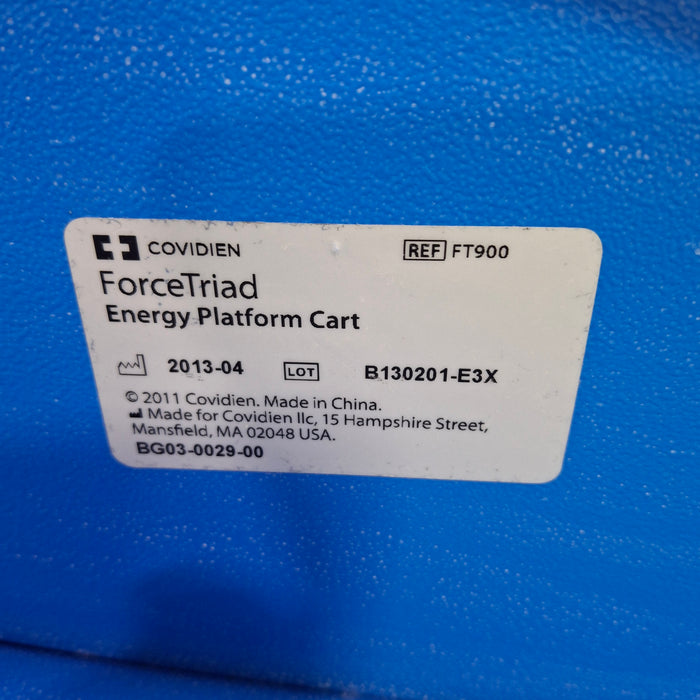 COVIDIEN REF FT900
ForceTriad
Energy Platform Cart
2013-04 LOT B130201-E3X
© 2011 Covidien. Made in China.
Made for Covidien llc, 15 Hampshire Street,
Mansfield, MA 02048 USA.
BG03-0029-00